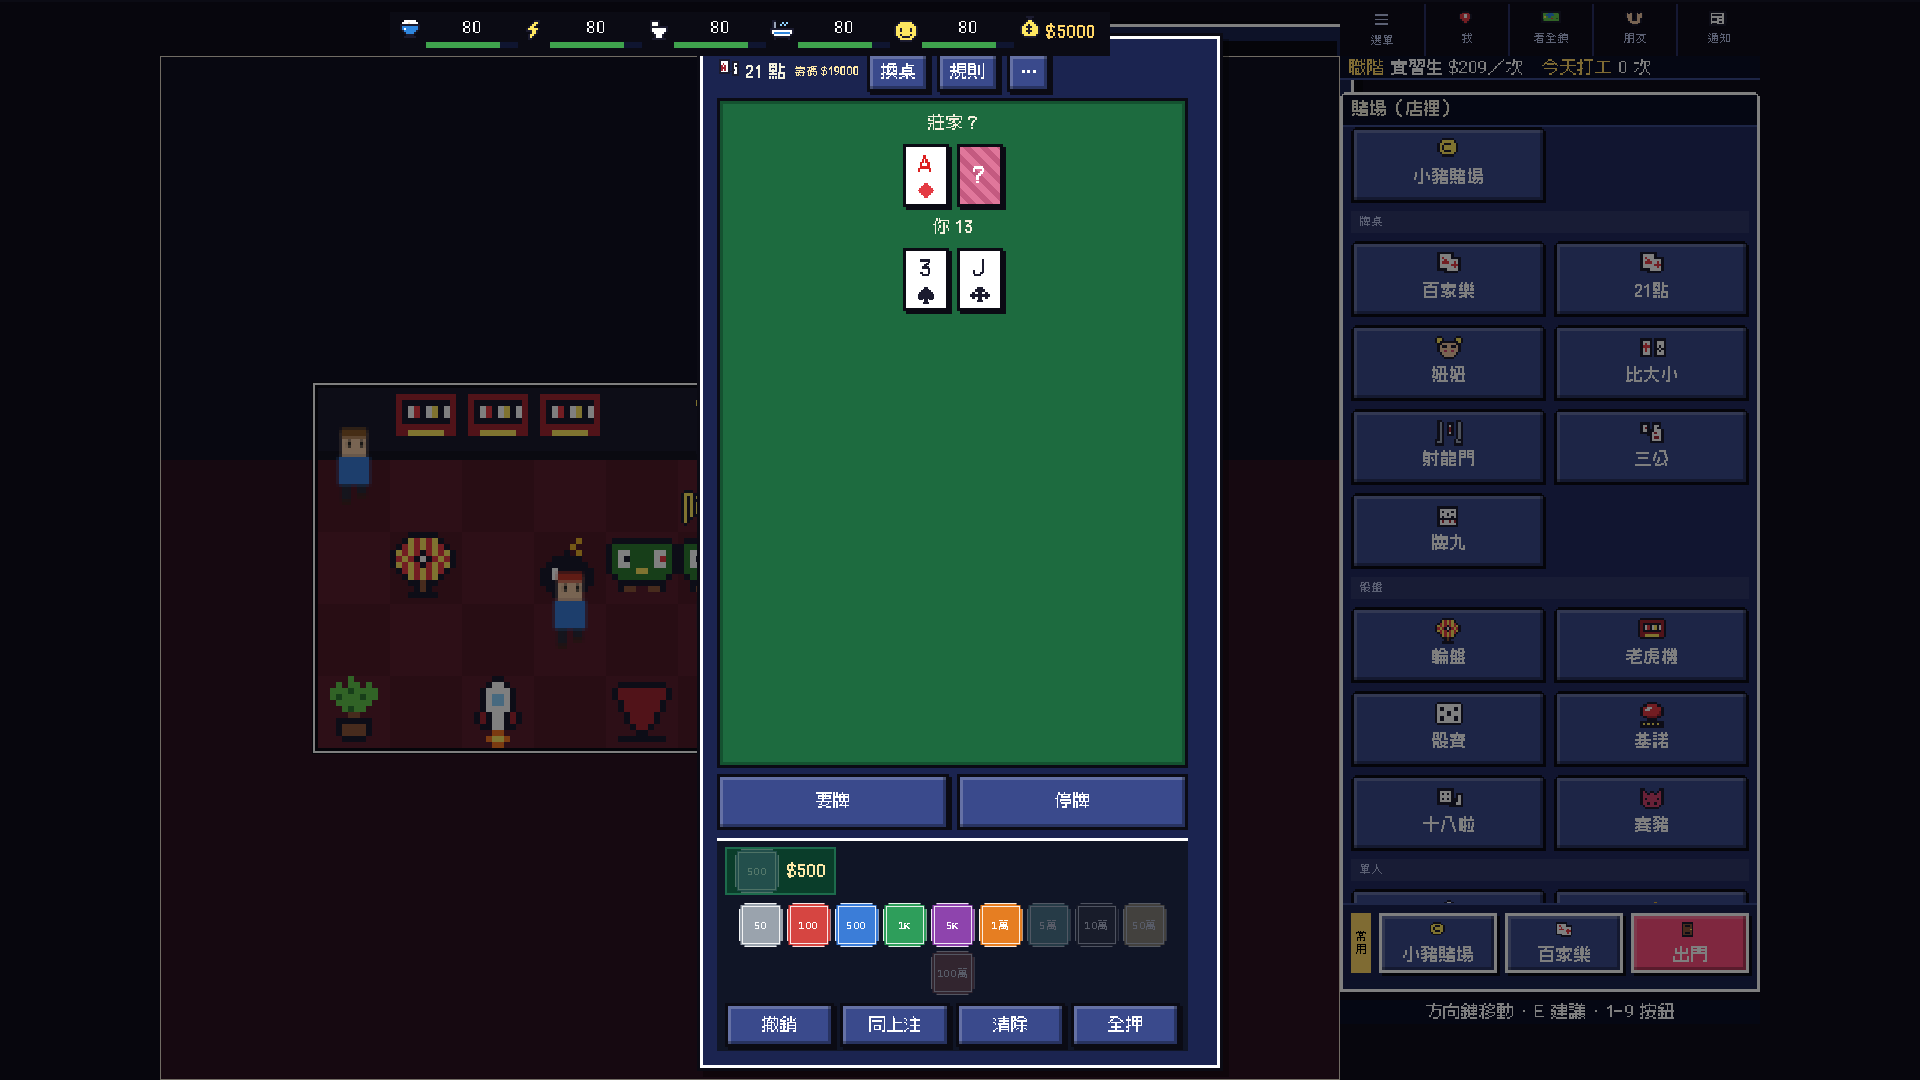 80
80
80
80
80
$5000
選單
我
看全鎮
朋友
通知
職階 實習生 $209／次 今天打工 0 次
21 點 籌碼 $19000
換桌
規則
...
莊家 ?
A
?
你 13
3
J
要牌
停牌
500
$500
50
100
500
1K
5K
1萬
5萬
10萬
50萬
100萬
撤銷
同上注
清除
全押
賭場（店裡）
小豬賭場
牌桌
百家樂
21點
妞妞
比大小
射龍門
三公
牌九
骰盤
輪盤
老虎機
骰寶
基諾
十八啦
賽豬
單人
常用
小豬賭場
百家樂
出門
方向鍵移動 · E 建議 · 1-9 按鈕